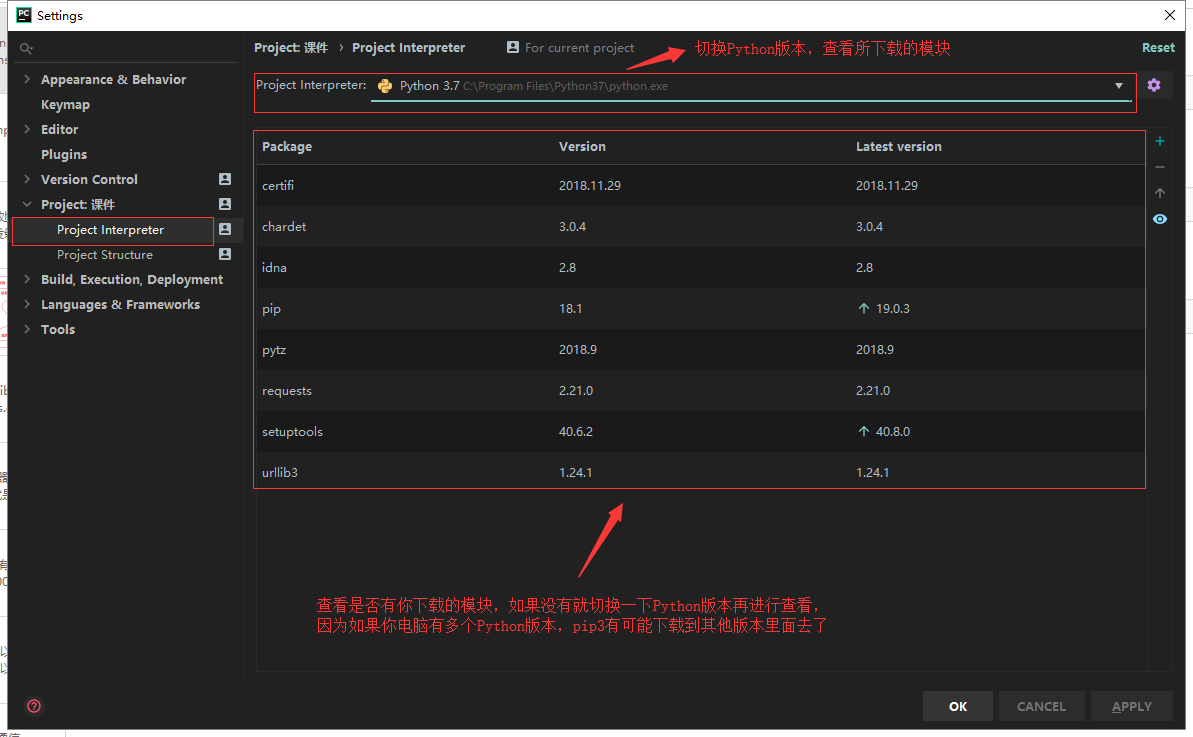 PC Settings
Project: 课件 › Project Interpreter For current project 切换Python版本，查看所下载的模块 Reset
Appearance & Behavior
Keymap
Editor
Plugins
Version Control
Project: 课件
Project Interpreter
Project Structure
Build, Execution, Deployment
Languages & Frameworks
Tools
Project Interpreter: Python 3.7 C:\Program Files\Python37\python.exe
Package Version Latest version
certifi 2018.11.29 2018.11.29
chardet 3.0.4 3.0.4
idna 2.8 2.8
pip 18.1 19.0.3
pytz 2018.9 2018.9
requests 2.21.0 2.21.0
setuptools 40.6.2 40.8.0
urllib3 1.24.1 1.24.1
查看是否有你下载的模块，如果没有就切换一下Python版本再进行查看，
因为如果你电脑有多个Python版本，pip3有可能下载到其他版本里面去了
OK CANCEL APPLY